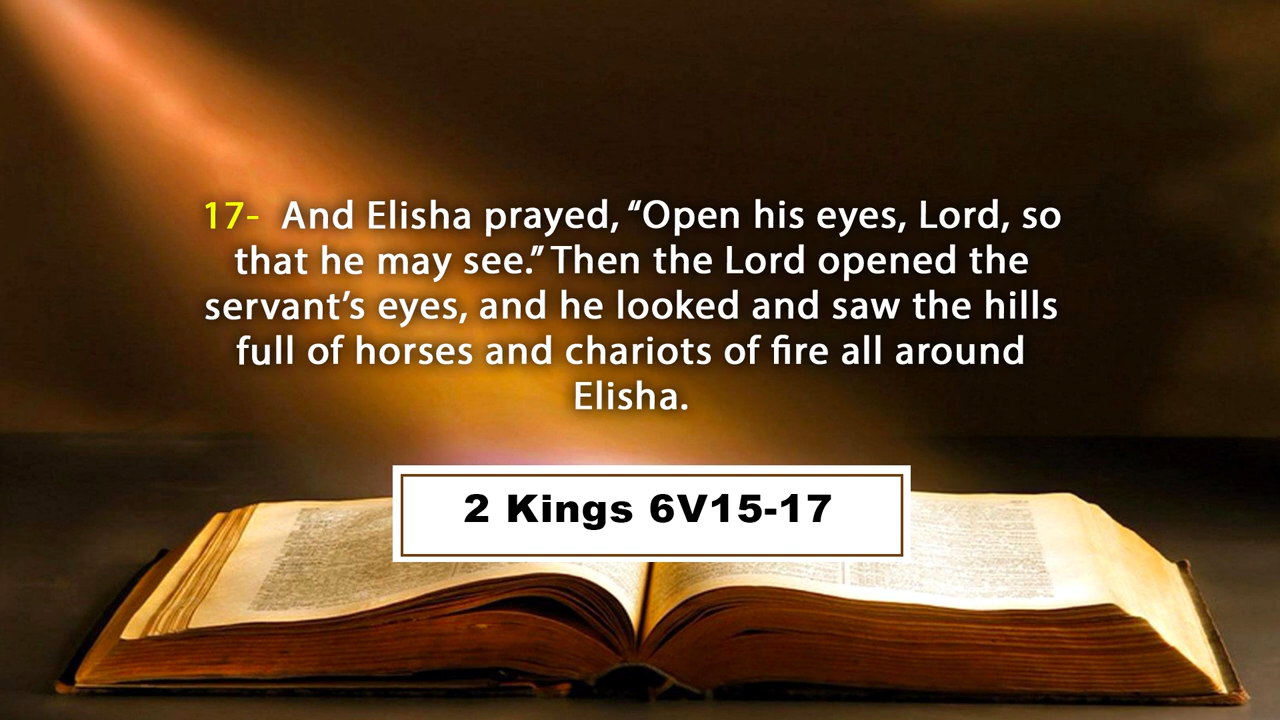 17- And Elisha prayed, “Open his eyes, Lord, so
that he may see.” Then the Lord opened the
servant’s eyes, and he looked and saw the hills
full of horses and chariots of fire all around
Elisha.
2 Kings 6V15-17